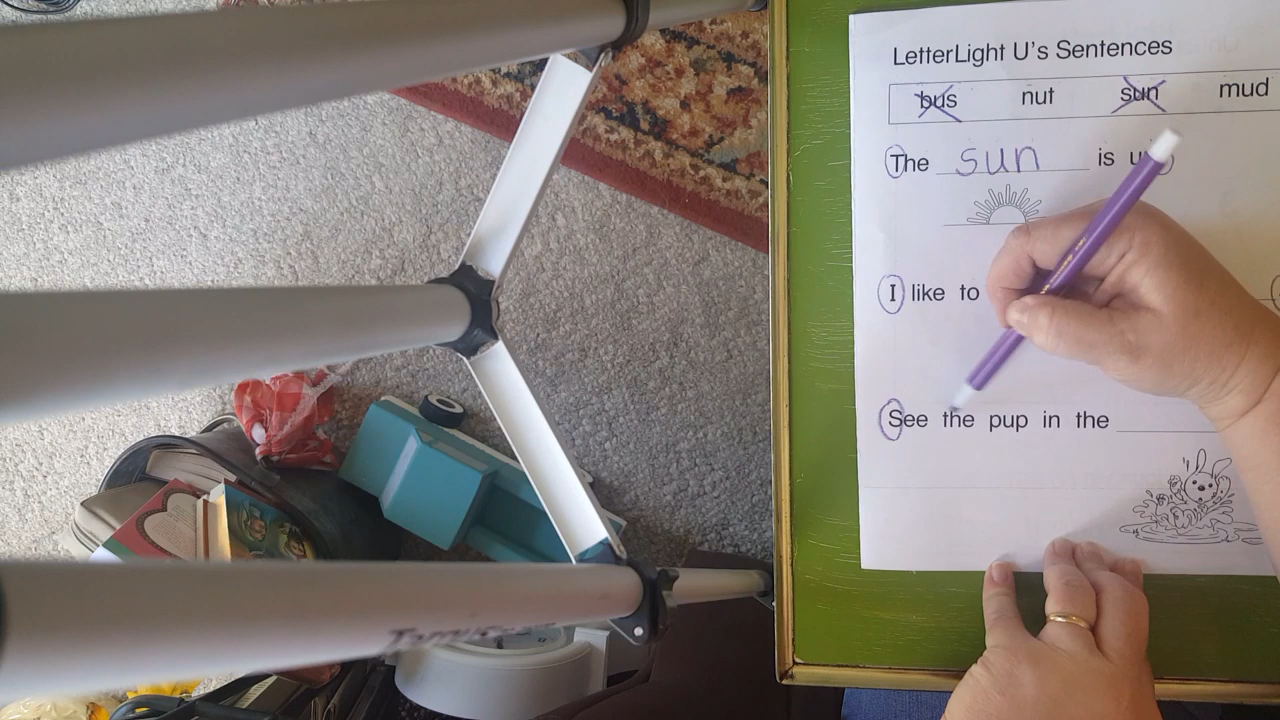 LetterLight U's Sentences
bus nut sun mud
The sun is
I like to
See the pup in the